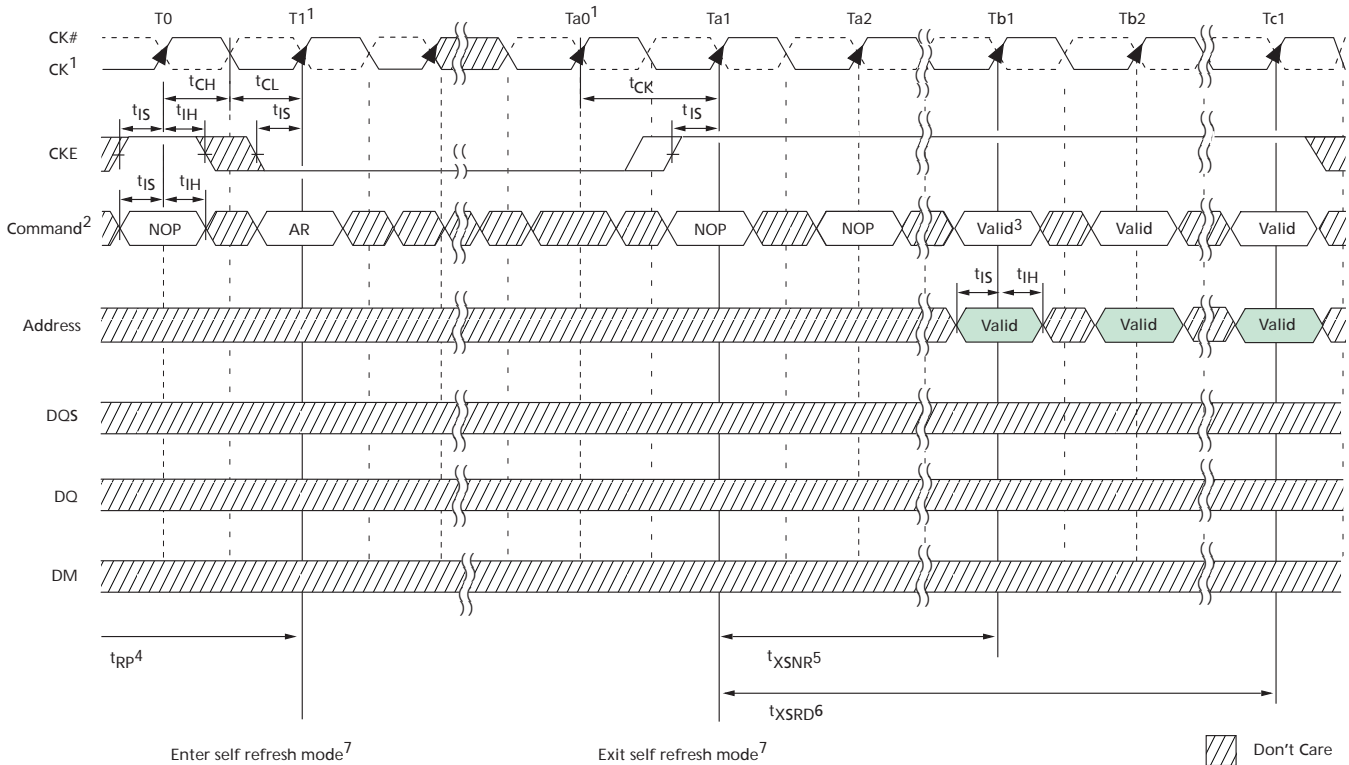 T0 T1¹ Ta0¹ Ta1 Ta2 Tb1 Tb2 Tc1
CK#
CK¹
tCH tCL tCK
tIS tIH tIS tIS
CKE
tIS tIH
Command² NOP AR NOP NOP Valid³ Valid Valid
tIS tIH
Address Valid Valid Valid
DQS
DQ
DM
tRP⁴ tXSNR⁵
tXSRD⁶
Enter self refresh mode⁷ Exit self refresh mode⁷ Don't Care